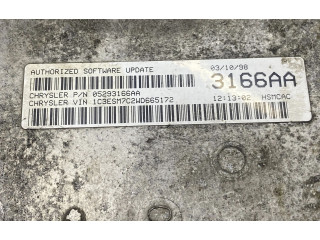 AUTHORIZED SOFTWARE UPDATE 03/10/98
3166AA
CHRYSLER P/N 05293166AA
CHRYSLER VIN 1C3ESM7C2WD665172 12:13:02 HSMCAC